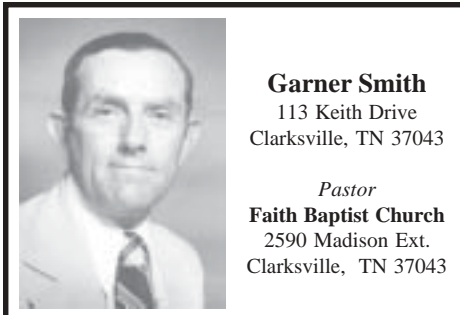 Garner Smith
113 Keith Drive
Clarksville, TN 37043
Pastor
Faith Baptist Church
2590 Madison Ext.
Clarksville, TN 37043